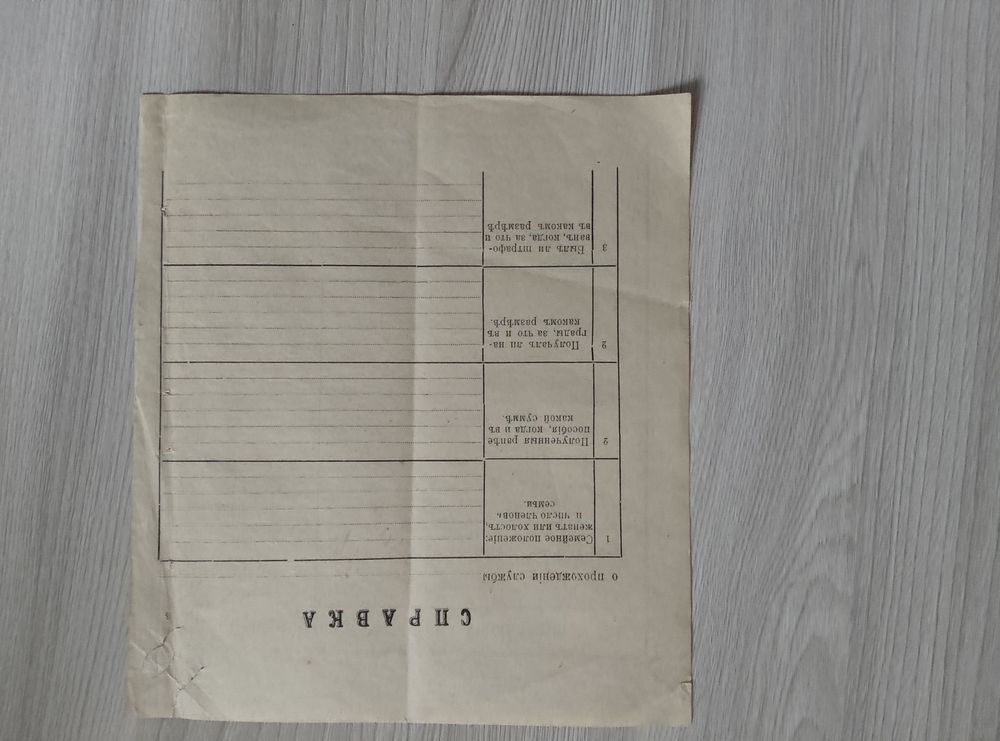 СПРАВКА
о прохожденіи службы
1
Семейное положеніе:
женатъ или холостъ,
и число членовъ
семьи.
2
Полученныя ранѣе
пособія, когда и въ
какой суммѣ.
2
Получалъ ли на-
грады, за что и въ
какомъ размѣрѣ.
3
Былъ ли штрафо-
ванъ, когда, за что и
въ какомъ размѣрѣ